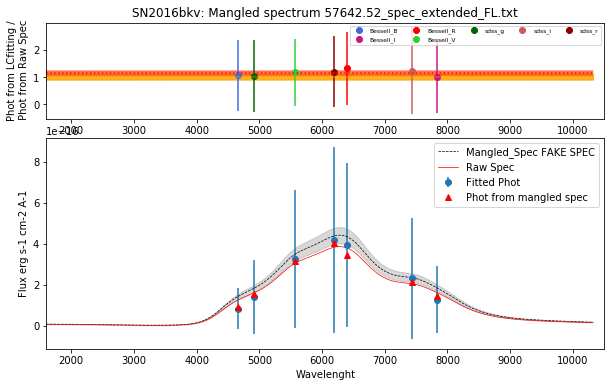 SN2016bkv: Mangled spectrum 57642.52_spec_extended_FL.txt
Phot from LCfitting /
Phot from Raw Spec
2
1
0
Bessell_B Bessell_R sdss_g sdss_i sdss_r
Bessell_I Bessell_V
2000 3000 4000 5000 6000 7000 8000 9000 10000
1e−16
Flux erg s-1 cm-2 A-1
8
6
4
2
0
Mangled_Spec FAKE SPEC
Raw Spec
Fitted Phot
Phot from mangled spec
2000 3000 4000 5000 6000 7000 8000 9000 10000
Wavelenght